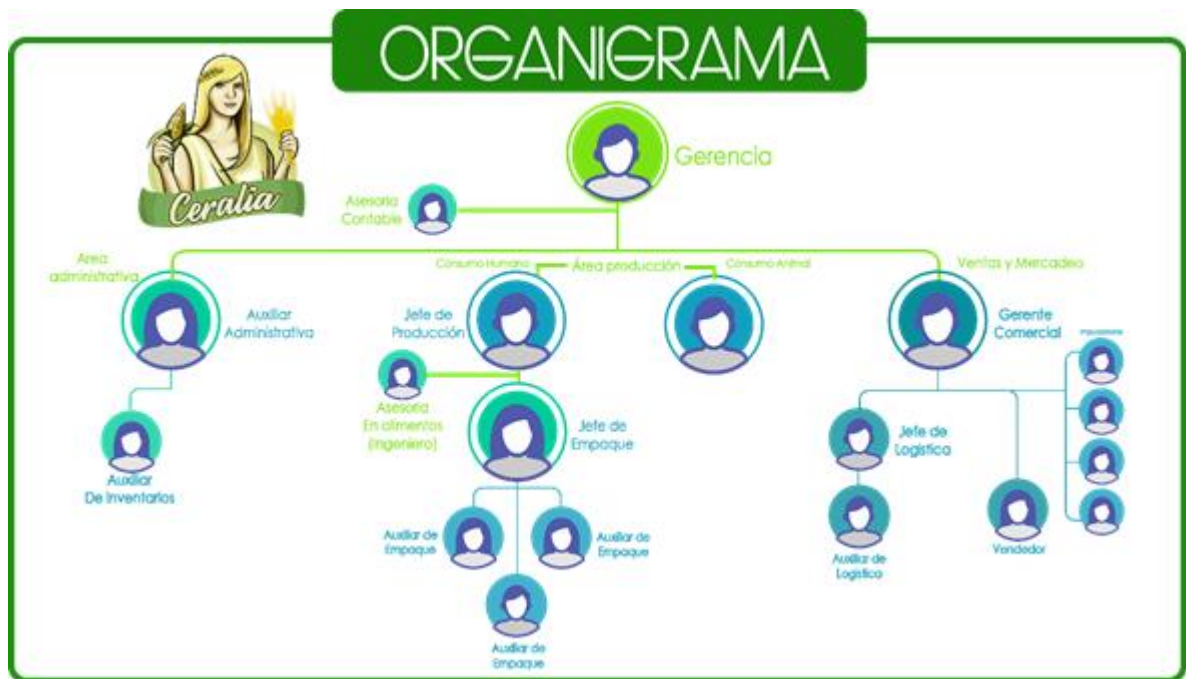 ORGANIGRAMA
Ceralia
Gerencia
Asesoria
Contable
Area
administrativa
Consumo Humano
Área producción
Consumo Animal
Ventas y Mercadeo
Auxiliar
Administrativa
Jefe de
Producción
Gerente
Comercial
Asesoria
En alimentos
(Ingeniero)
Jefe de
Empaque
Jefe de
Logistica
Auxiliar
De Inventarios
Auxiliar de
Empaque
Auxiliar de
Empaque
Auxiliar de
Logistica
Vendedor
Auxiliar de
Empaque